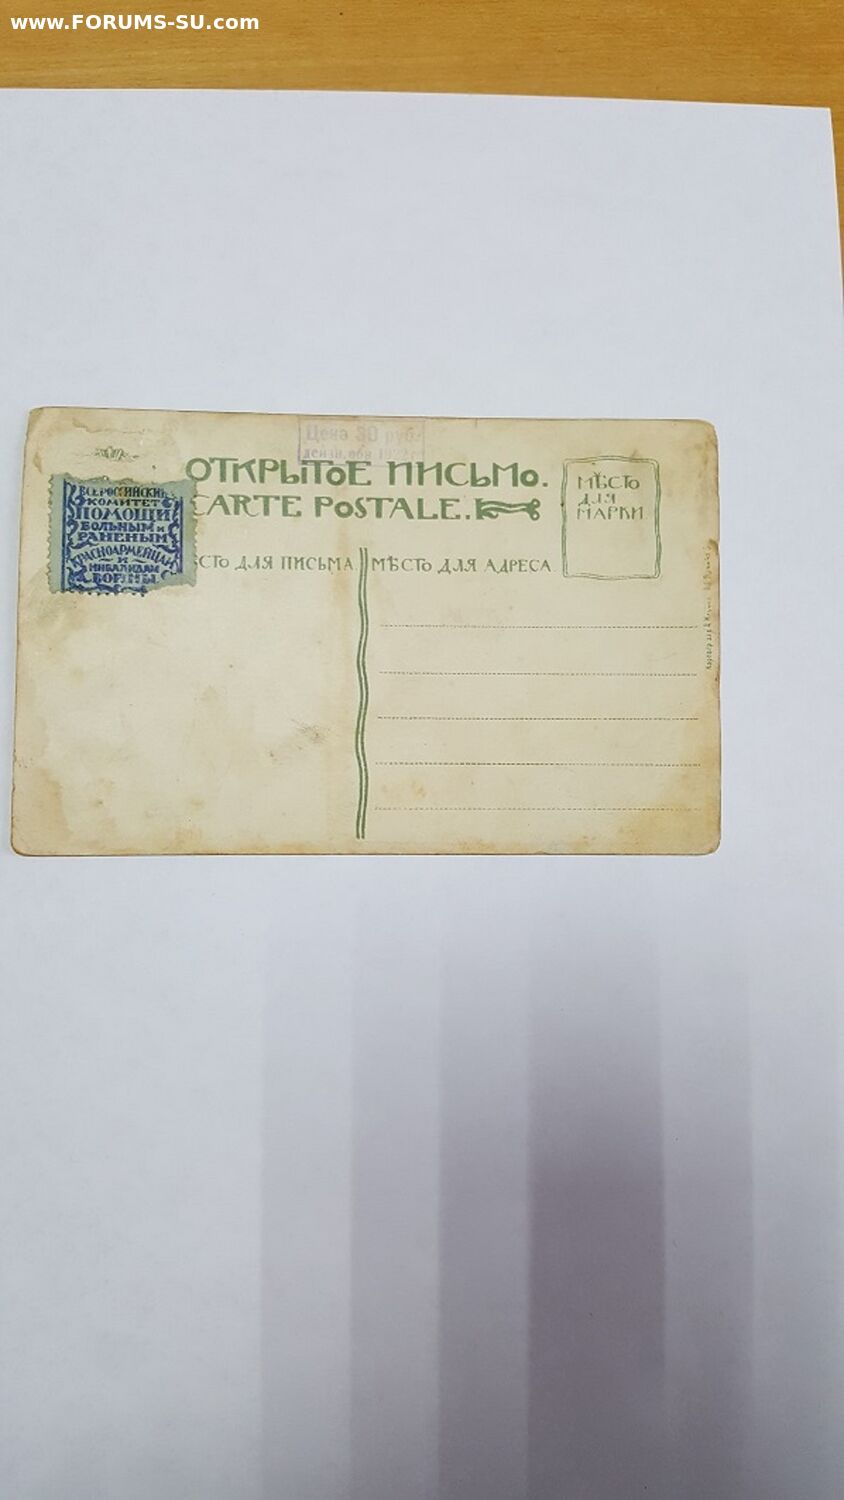 www.FORUMS-SU.com
Цена 30 руб.
ОТКРЫТОЕ ПИСЬМО.
CARTE POSTALE.
МѢСТО
ДЛЯ
МАРКИ
ВСЕРОССИЙСКИЙ
КОМИТЕТ
ПОМОЩИ
БОЛЬНЫМ и
РАНЕНЫМ
КРАСНОАРМЕЙЦАМ
И
ИНВАЛИДАМ
ВОЙНЫ
СТО ДЛЯ ПИСЬМА
МѢСТО ДЛЯ АДРЕСА